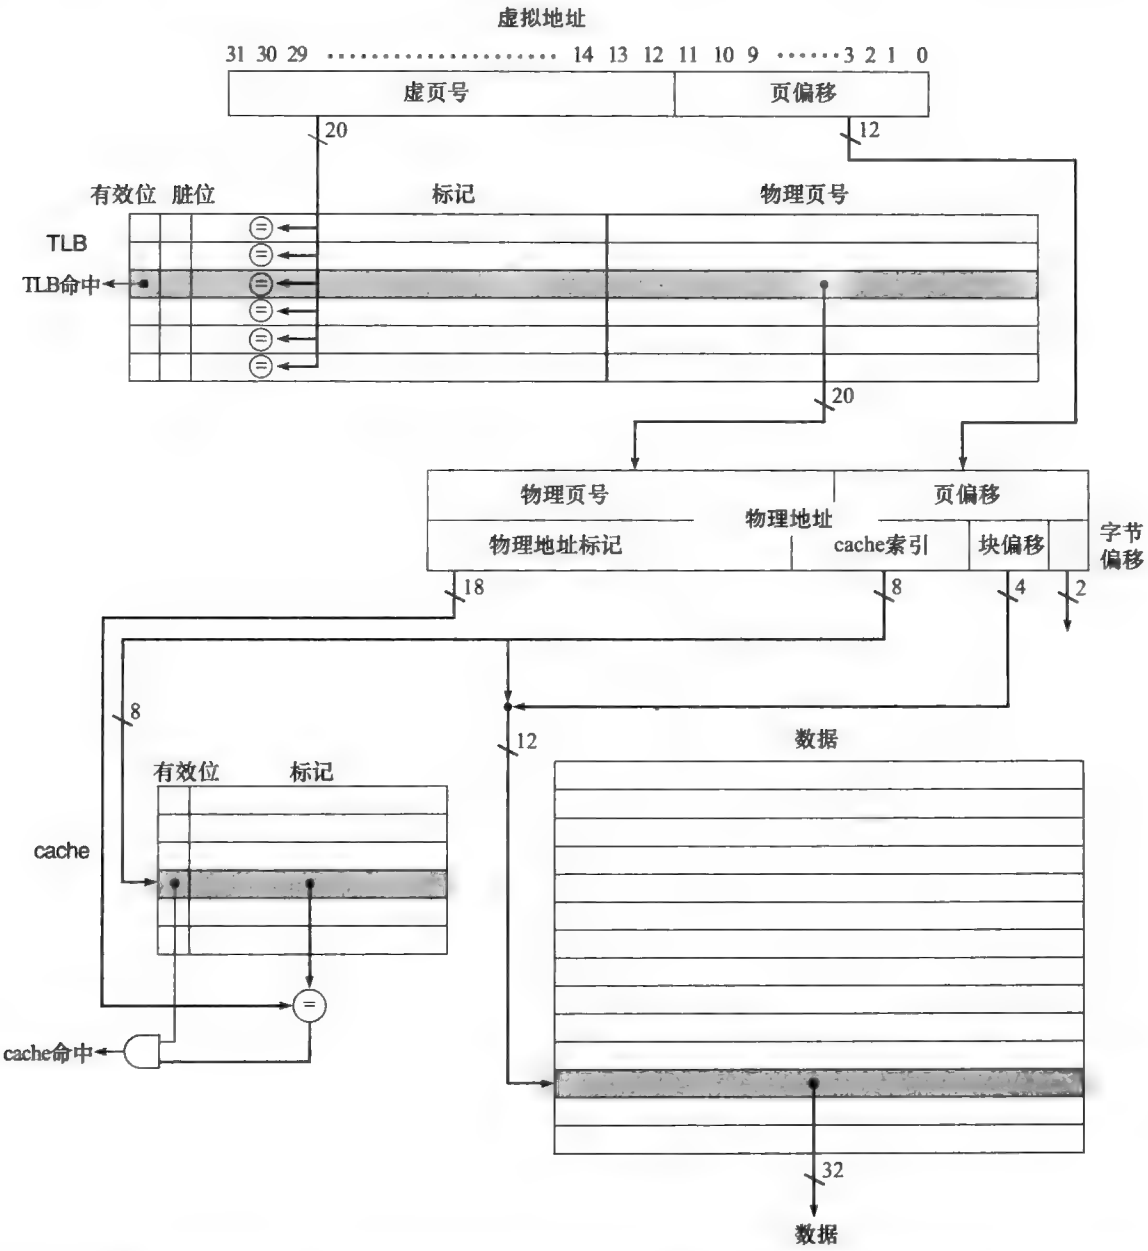 虚拟地址
31 30 29 ······················ 14 13 12 11 10 9 ······ 3 2 1 0
虚页号 页偏移
20 12
有效位 脏位 标记 物理页号
TLB
=
=
TLB命中 =
=
=
=
20
物理页号 页偏移
物理地址
物理地址标记 cache索引 块偏移 字节
偏移
18 8 4 2
8
12
数据
有效位 标记
cache
=
cache命中
32
数据